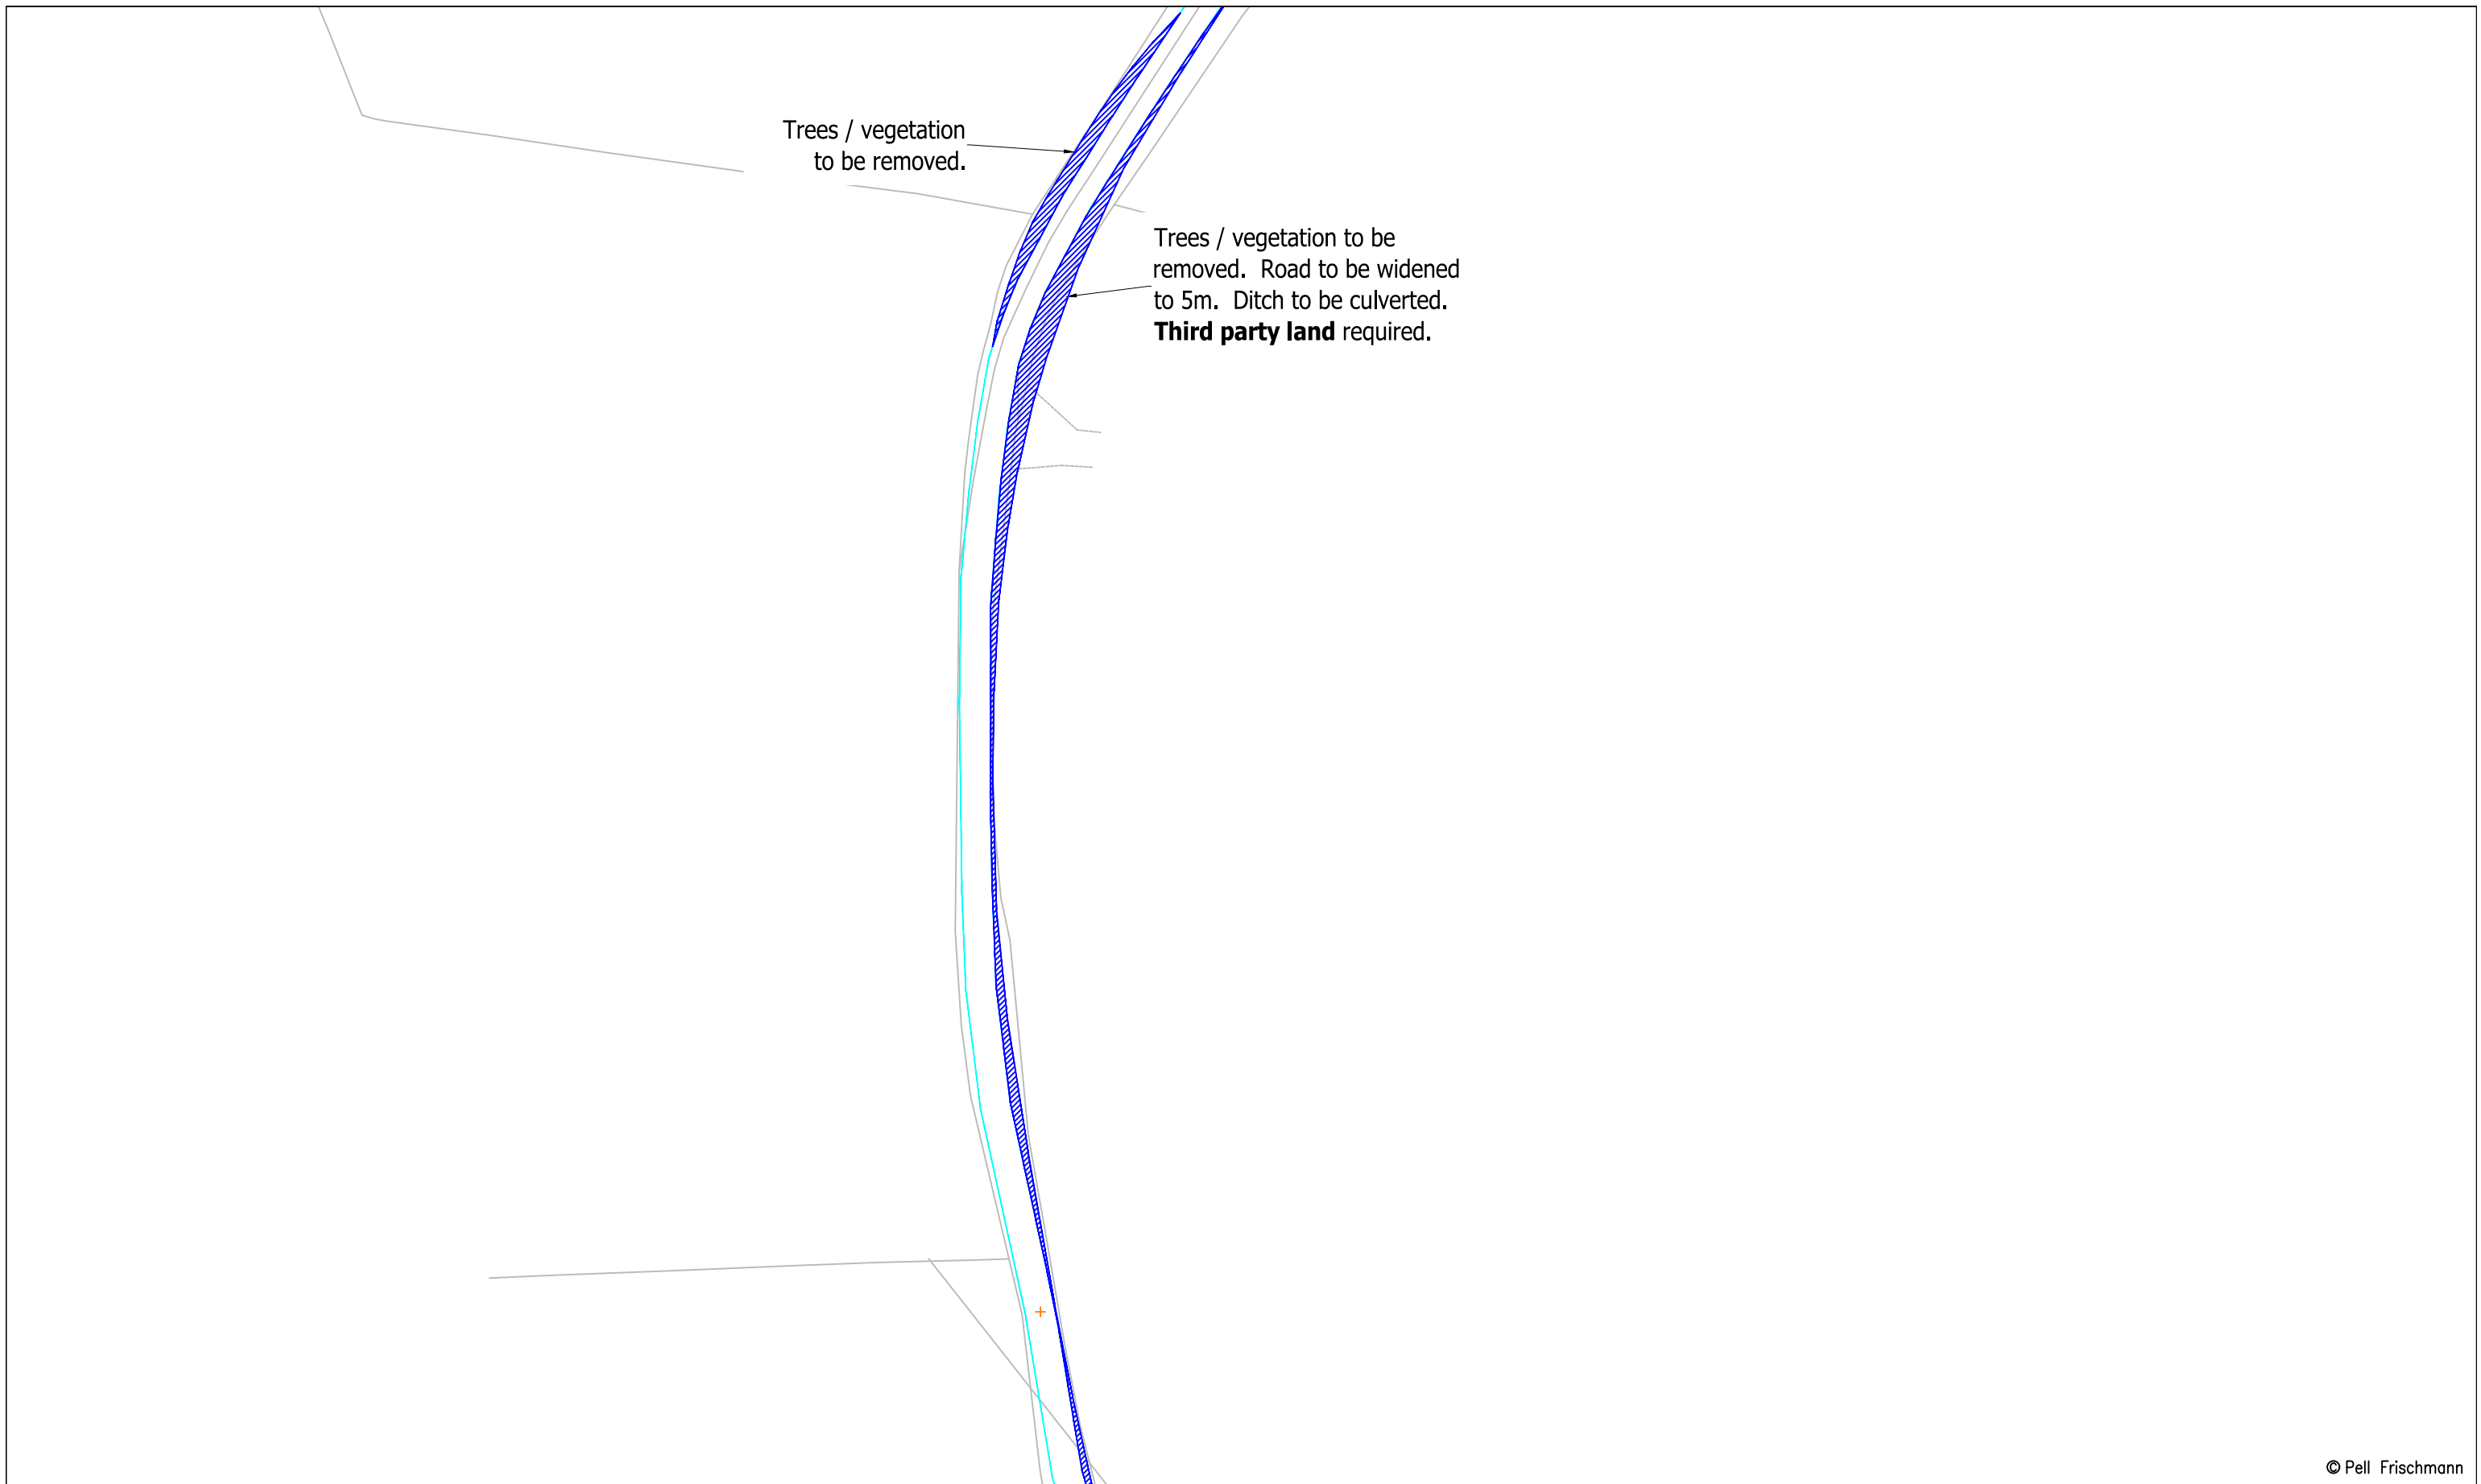 Trees / vegetation
to be removed.
Trees / vegetation to be
removed. Road to be widened
to 5m. Ditch to be culverted.
Third party land required.
© Pell Frischmann